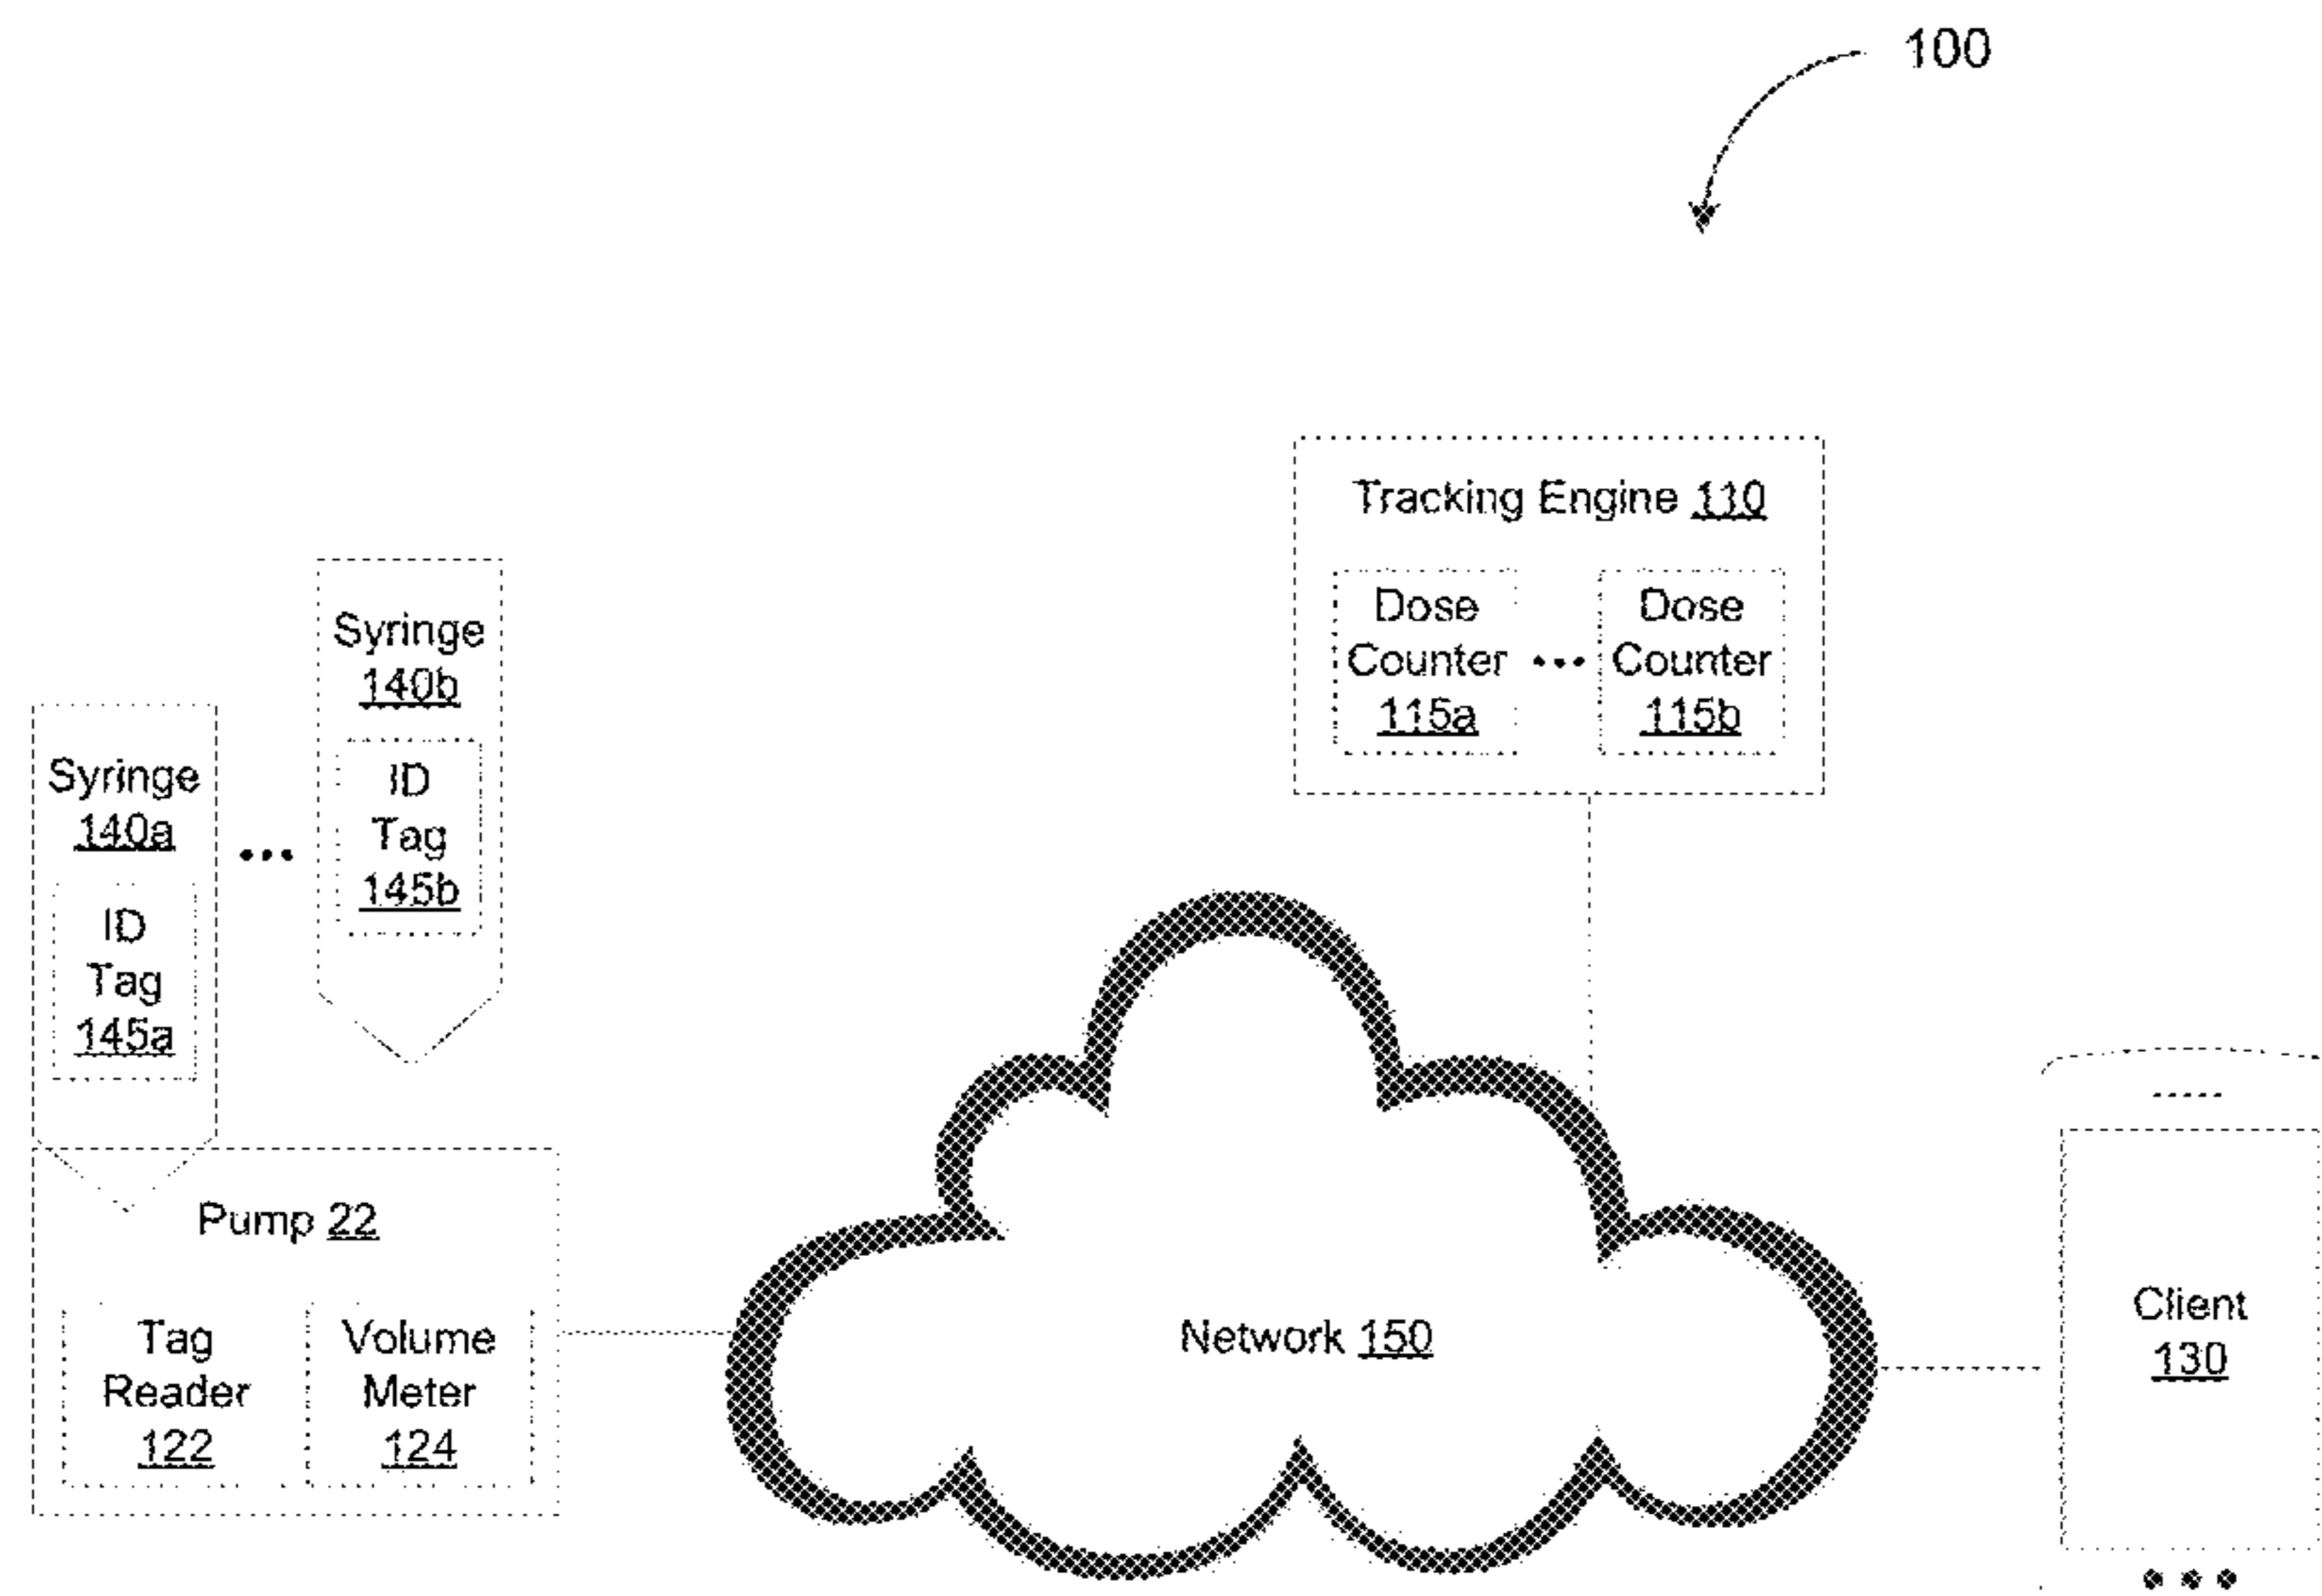 100
Tracking Engine 110
Dose
Counter
115a
Dose
Counter
115b
Syringe
140b
ID
Tag
145b
Syringe
140a
ID
Tag
145a
Pump 22
Tag
Reader
122
Volume
Meter
124
Network 150
Client
130